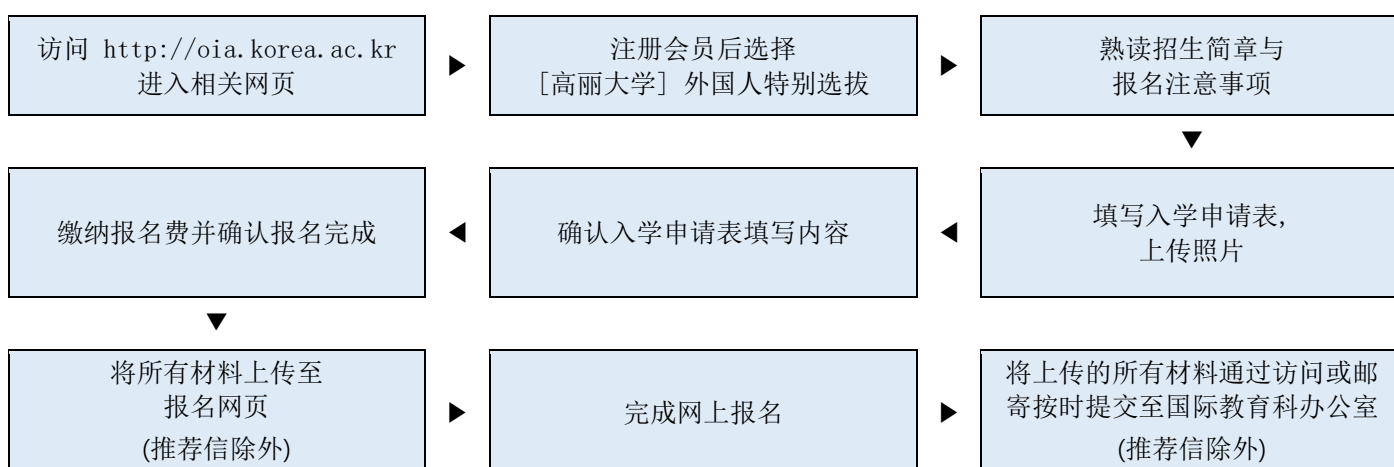 访问 http://oia.korea.ac.kr
进入相关网页
▶
注册会员后选择
[高丽大学] 外国人特别选拔
▶
熟读招生简章与
报名注意事项
▼
填写入学申请表,
上传照片
◀
确认入学申请表填写内容
◀
缴纳报名费并确认报名完成
▼
将所有材料上传至
报名网页
(推荐信除外)
▶
完成网上报名
▶
将上传的所有材料通过访问或邮
寄按时提交至国际教育科办公室
(推荐信除外)